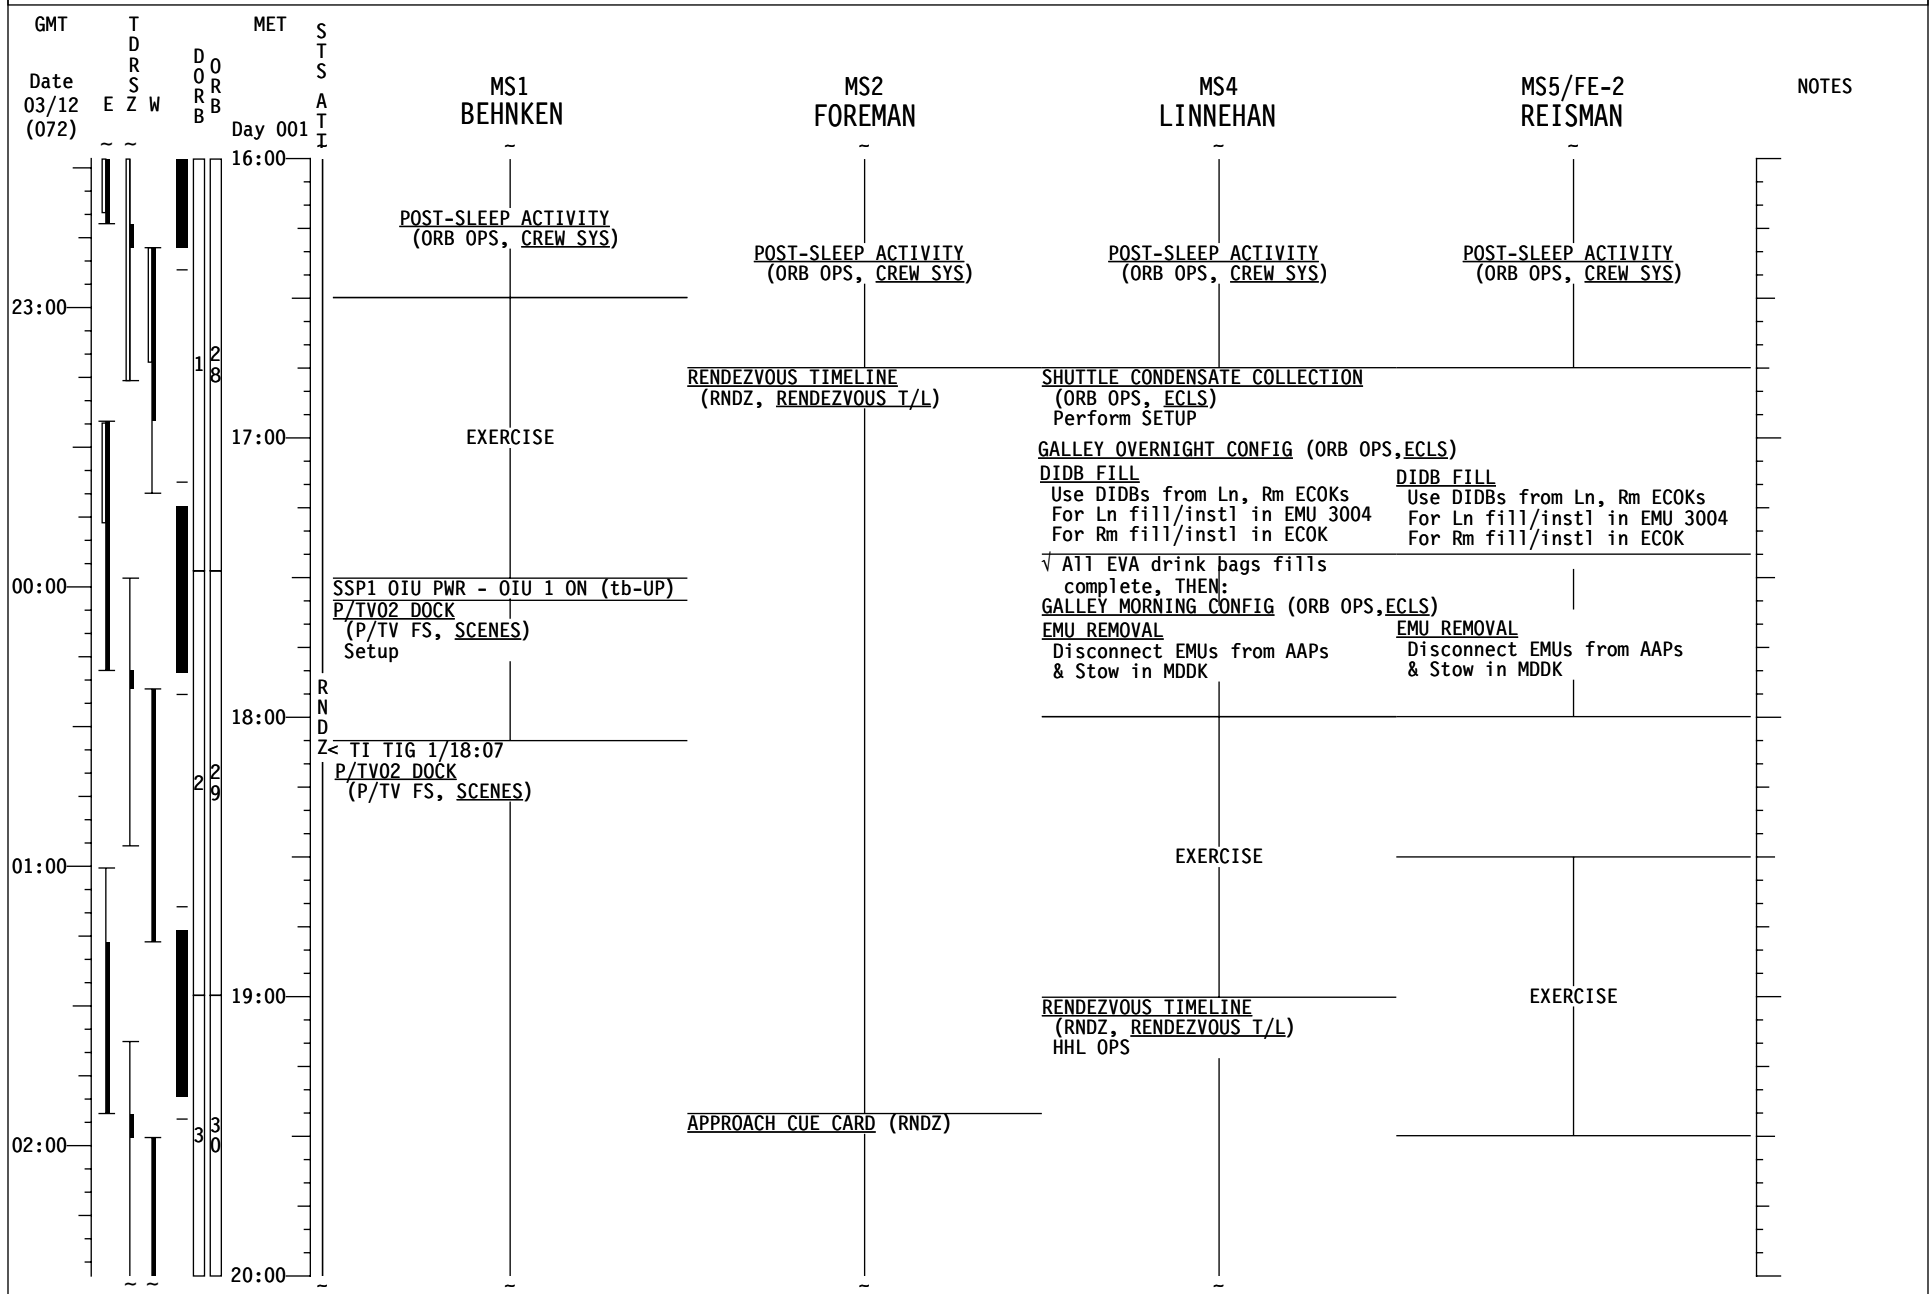 GMT
TDRSZ
MET
STS ATT
DORB
ORB
Date
03/12
(072)
E
W
Day 001
MS1
BEHNKEN
MS2
FOREMAN
MS4
LINNEHAN
MS5/FE-2
REISMAN
NOTES
~ ~ ~ ~ ~ ~ ~
16:00
POST-SLEEP ACTIVITY
(ORB OPS, CREW SYS)
POST-SLEEP ACTIVITY
(ORB OPS, CREW SYS)
POST-SLEEP ACTIVITY
(ORB OPS, CREW SYS)
POST-SLEEP ACTIVITY
(ORB OPS, CREW SYS)
23:00
1
28
RENDEZVOUS TIMELINE
(RNDZ, RENDEZVOUS T/L)
SHUTTLE CONDENSATE COLLECTION
(ORB OPS, ECLS)
Perform SETUP
17:00
EXERCISE
GALLEY OVERNIGHT CONFIG (ORB OPS,ECLS)
DIDB FILL
Use DIDBs from Ln, Rm ECOKs
For Ln fill/instl in EMU 3004
For Rm fill/instl in ECOK
DIDB FILL
Use DIDBs from Ln, Rm ECOKs
For Ln fill/instl in EMU 3004
For Rm fill/instl in ECOK
√ All EVA drink bags fills
complete, THEN:
GALLEY MORNING CONFIG (ORB OPS,ECLS)
00:00
SSP1 OIU PWR - OIU 1 ON (tb-UP)
P/TV02 DOCK
(P/TV FS, SCENES)
Setup
EMU REMOVAL
Disconnect EMUs from AAPs
& Stow in MDDK
EMU REMOVAL
Disconnect EMUs from AAPs
& Stow in MDDK
RNDZ
18:00
< TI TIG 1/18:07
P/TV02 DOCK
(P/TV FS, SCENES)
2
29
01:00
EXERCISE
19:00
EXERCISE
RENDEZVOUS TIMELINE
(RNDZ, RENDEZVOUS T/L)
HHL OPS
APPROACH CUE CARD (RNDZ)
3
30
02:00
20:00
~ ~ ~ ~ ~